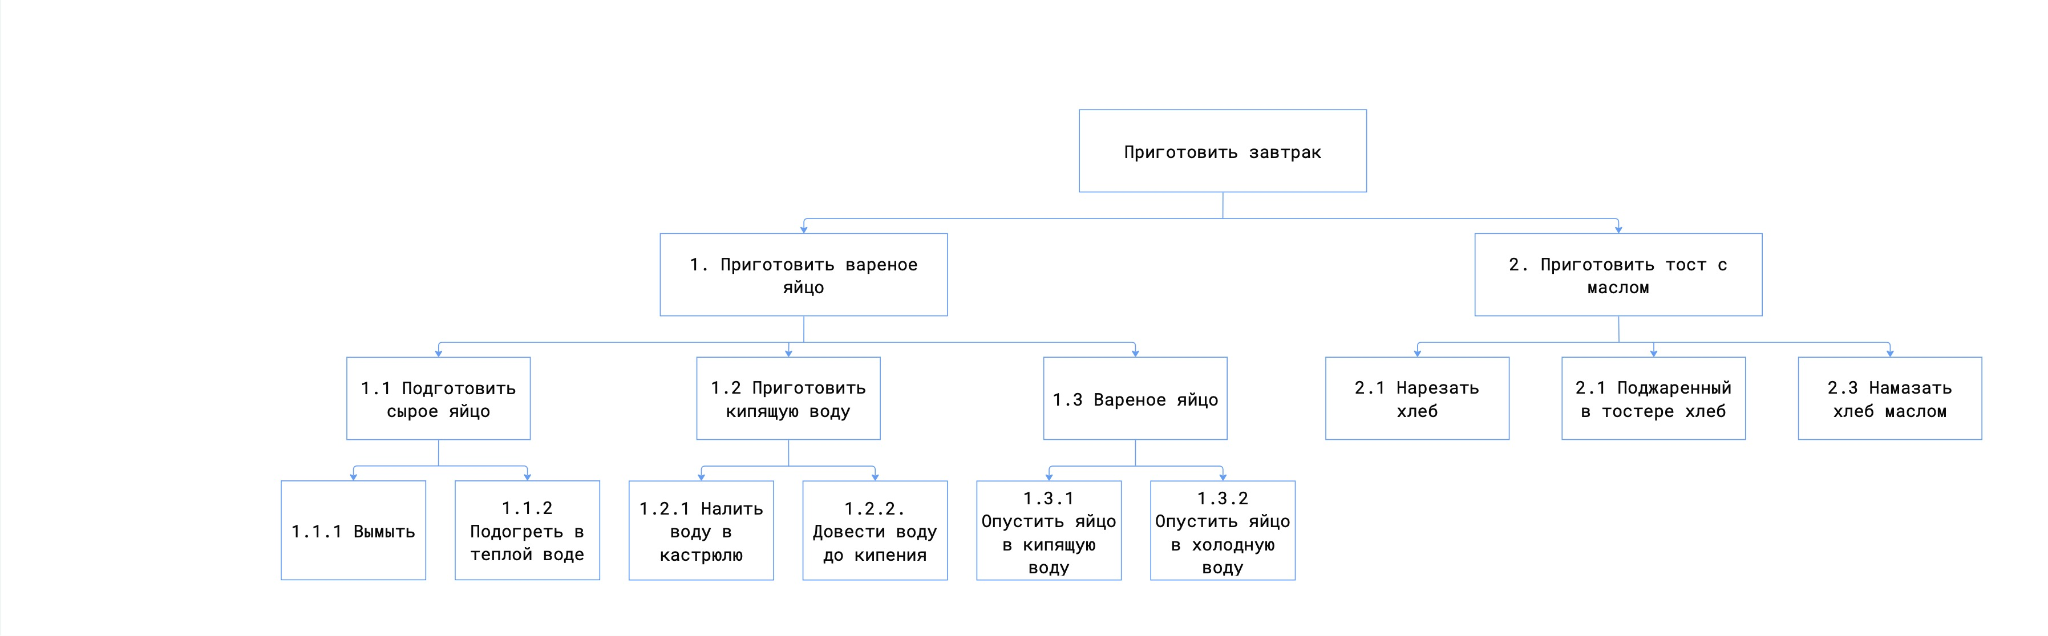 Приготовить завтрак
1. Приготовить вареное
яйцо
2. Приготовить тост с
маслом
1.1 Подготовить
сырое яйцо
1.2 Приготовить
кипящую воду
1.3 Вареное яйцо
2.1 Нарезать
хлеб
2.1 Поджаренный
в тостере хлеб
2.3 Намазать
хлеб маслом
1.1.1 Вымыть
1.1.2
Подогреть в
теплой воде
1.2.1 Налить
воду в
кастрюлю
1.2.2.
Довести воду
до кипения
1.3.1
Опустить яйцо
в кипящую
воду
1.3.2
Опустить яйцо
в холодную
воду